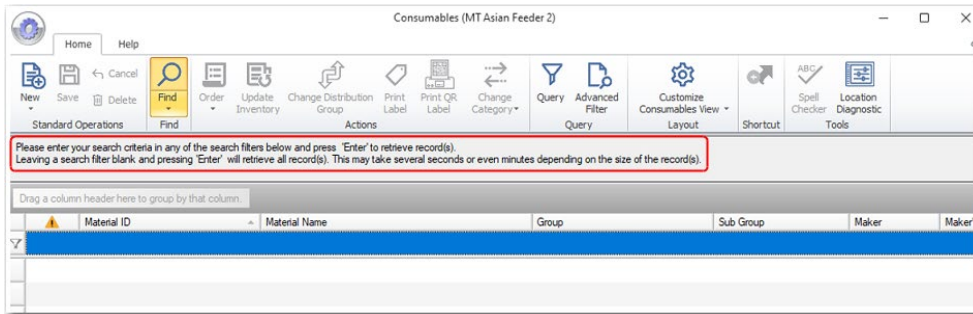 Consumables (MT Asian Feeder 2)
Home Help
New Save Cancel Delete Find Order Update Inventory Change Distribution Group Print Label Print QR Label Change Category Query Advanced Filter Customize Consumables View ABC Spell Checker Location Diagnostic
Standard Operations Find Actions Query Layout Shortcut Tools
Please enter your search criteria in any of the search filters below and press 'Enter' to retrieve record(s).
Leaving a search filter blank and pressing 'Enter' will retrieve all record(s). This may take several seconds or even minutes depending on the size of the record(s).
Drag a column header here to group by that column.
Material ID Material Name Group Sub Group Maker Maker'